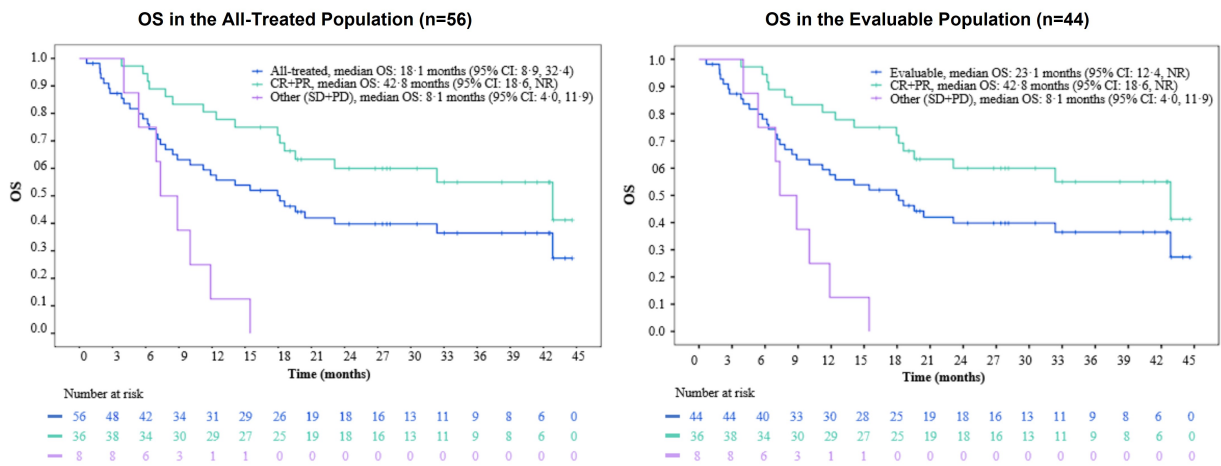 OS in the All-Treated Population (n=56)
OS in the Evaluable Population (n=44)
1.0
0.9
0.8
0.7
06
0.5
0.4
0.3
0.2
0.1
0.0
OS
All-treated, median OS: 18·1 months (95% CI: 8·9, 32·4)
CR+PR, median OS: 42·8 months (95% CI: 18·6, NR)
Other (SD+PD), median OS: 8·1 months (95% CI: 4·0, 11·9)
0 3 6 9 12 15 18 21 24 27 30 33 36 39 42 45
Time (months)
Number at risk
56 48 42 34 31 29 26 19 18 16 13 11 9 8 6 0
36 38 34 30 29 27 25 19 18 16 13 11 9 8 6 0
8 8 6 3 1 1 0 0 0 0 0 0 0 0 0 0
1.0
0.9
0.8
0.7
06
0.5
0.4
0.3
0.2
0.1
0.0
OS
Evaluable, median OS: 23·1 months (95% CI: 12·4, NR)
CR+PR, median OS: 42·8 months (95% CI: 18·6, NR)
Other (SD+PD), median OS: 8·1 months (95% CI: 4·0, 11·9)
0 3 6 9 12 15 18 21 24 27 30 33 36 39 42 45
Time (months)
Number at risk
44 44 40 33 30 28 25 19 18 16 13 11 9 8 6 0
36 38 34 30 29 27 25 19 18 16 13 11 9 8 6 0
8 8 6 3 1 1 0 0 0 0 0 0 0 0 0 0